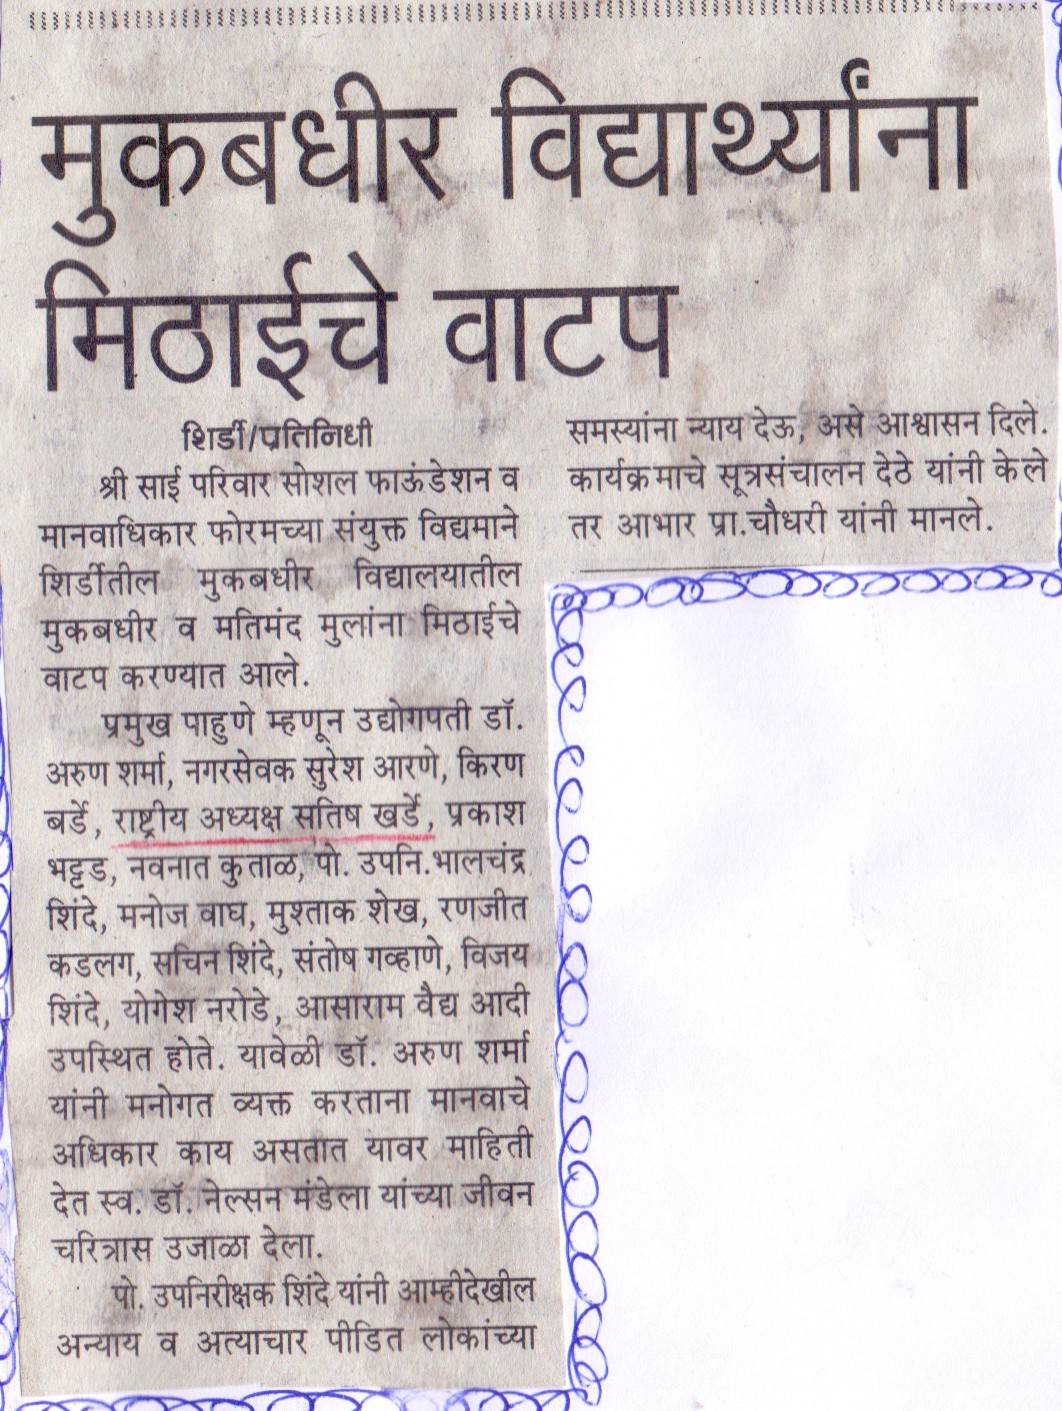 मुकबधीर विद्यार्थ्यांना
मिठाईचे वाटप
शिर्डी/प्रतिनिधी
श्री साई परिवार सोशल फाऊंडेशन व
मानवाधिकार फोरमच्या संयुक्त विद्यमाने
शिर्डीतील मुकबधीर विद्यालयातील
मुकबधीर व मतिमंद मुलांना मिठाईचे
वाटप करण्यात आले.
प्रमुख पाहुणे म्हणून उद्योगपती डॉ.
अरुण शर्मा, नगरसेवक सुरेश आरणे, किरण
बर्डे, राष्ट्रीय अध्यक्ष सतिष खर्डे, प्रकाश
भट्टड, नवनात कुताळ, पो. उपनि.भालचंद्र
शिंदे, मनोज वाघ, मुश्ताक शेख, रणजीत
कडलग, सचिन शिंदे, संतोष गव्हाणे, विजय
शिंदे, योगेश नरोडे, आसाराम वैद्य आदी
उपस्थित होते. यावेळी डॉ. अरुण शर्मा
यांनी मनोगत व्यक्त करताना मानवाचे
अधिकार काय असतात यावर माहिती
देत स्व. डॉ. नेल्सन मंडेला यांच्या जीवन
चरित्रास उजाळा देला.
पो. उपनिरीक्षक शिंदे यांनी आम्हीदेखील
अन्याय व अत्याचार पीडित लोकांच्या
समस्यांना न्याय देऊ, असे आश्वासन दिले.
कार्यक्रमाचे सूत्रसंचालन देठे यांनी केले
तर आभार प्रा.चौधरी यांनी मानले.